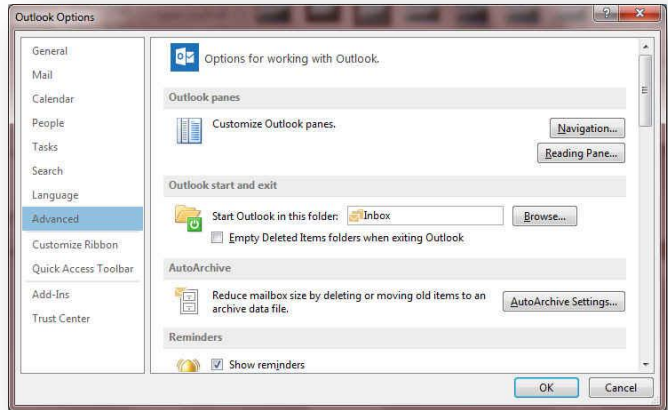 Outlook Options
General
Mail
Calendar
People
Tasks
Search
Language
Advanced
Customize Ribbon
Quick Access Toolbar
Add-Ins
Trust Center
Options for working with Outlook.
Outlook panes
Customize Outlook panes.
Navigation...
Reading Pane...
Outlook start and exit
Start Outlook in this folder: Inbox Browse...
Empty Deleted Items folders when exiting Outlook
AutoArchive
Reduce mailbox size by deleting or moving old items to an
archive data file.
AutoArchive Settings...
Reminders
Show reminders
OK Cancel